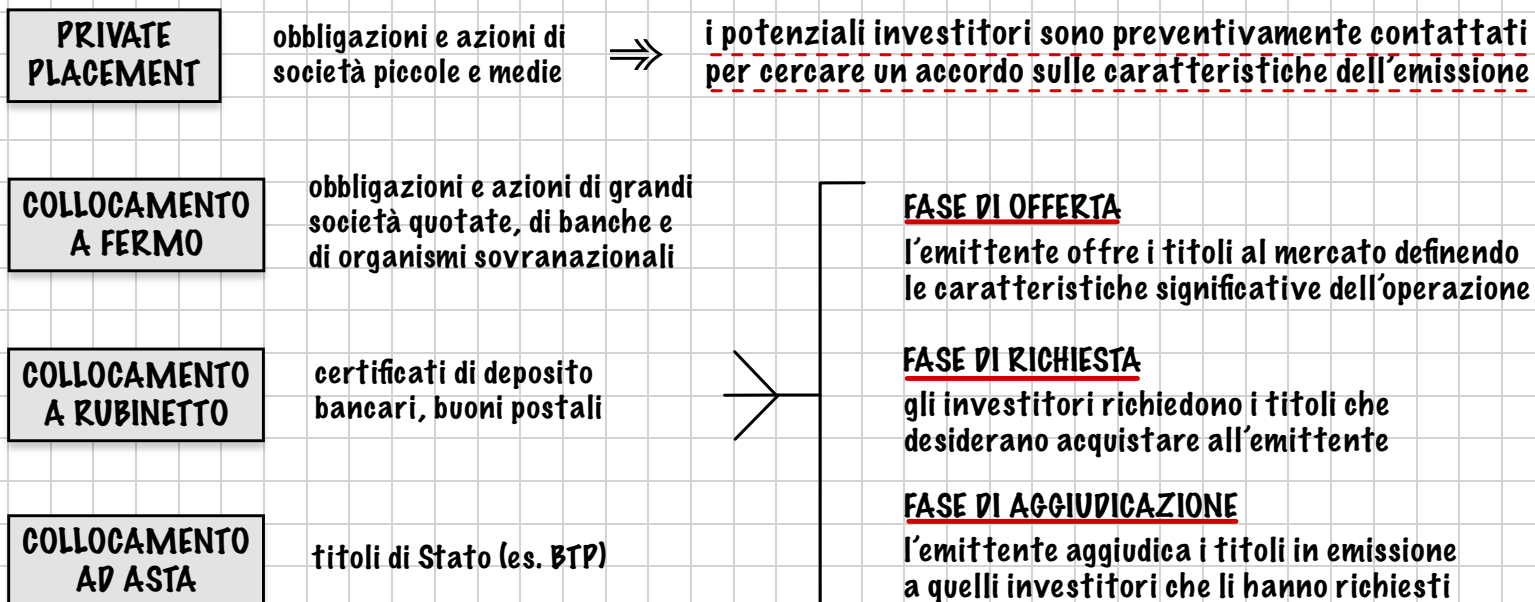 PRIVATE
PLACEMENT
obbligazioni e azioni di
società piccole e medie
i potenziali investitori sono preventivamente contattati
per cercare un accordo sulle caratteristiche dell'emissione
COLLOCAMENTO
A FERMO
obbligazioni e azioni di grandi
società quotate, di banche e
di organismi sovranazionali
COLLOCAMENTO
A RUBINETTO
certificati di deposito
bancari, buoni postali
COLLOCAMENTO
AD ASTA
titoli di Stato (es. BTP)
FASE DI OFFERTA
l'emittente offre i titoli al mercato definendo
le caratteristiche significative dell'operazione
FASE DI RICHIESTA
gli investitori richiedono i titoli che
desiderano acquistare all'emittente
FASE DI AGGIUDICAZIONE
l'emittente aggiudica i titoli in emissione
a quelli investitori che li hanno richiesti